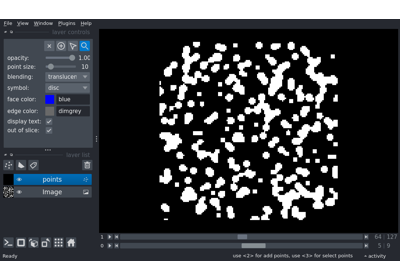 File View Window Plugins Help
layer controls
opacity: 1.00
point size: 10
blending: translucen
symbol: disc
face color: blue
edge color: dimgrey
display text:
out of slice:
layer list
points
Image
1 64 127
0 5 9
Ready use <2> for add points, use <3> for select points activity